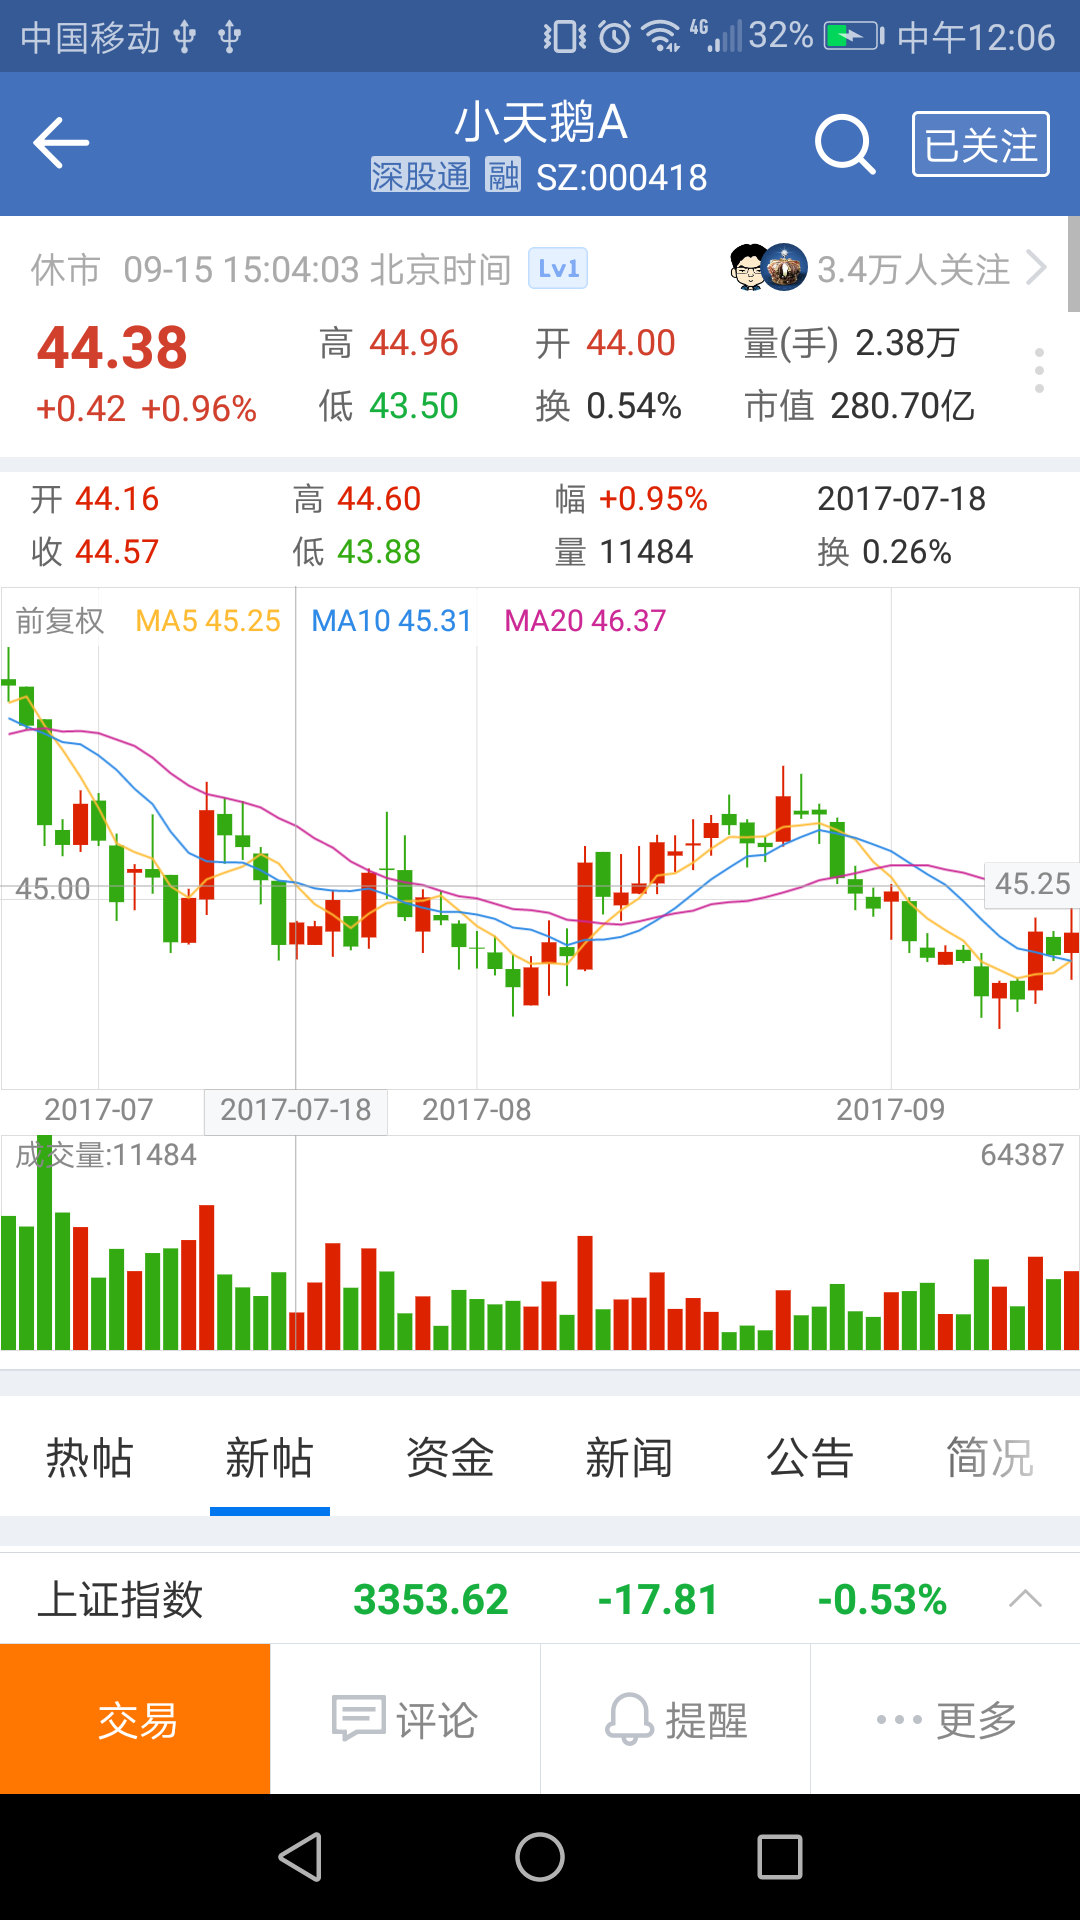 中国移动 4G 32% 中午12:06
小天鹅A
已关注
深股通 融 SZ:000418
休市 09-15 15:04:03 北京时间 Lv1 3.4万人关注
44.38 高 44.96 开 44.00 量(手) 2.38万
+0.42 +0.96% 低 43.50 换 0.54% 市值 280.70亿
开 44.16 高 44.60 幅 +0.95% 2017-07-18
收 44.57 低 43.88 量 11484 换 0.26%
前复权 MA5 45.25 MA10 45.31 MA20 46.37
45.00 45.25
2017-07 2017-07-18 2017-08 2017-09
成交量:11484 64387
热帖 新帖 资金 新闻 公告 简况
上证指数 3353.62 -17.81 -0.53%
交易 评论 提醒 更多